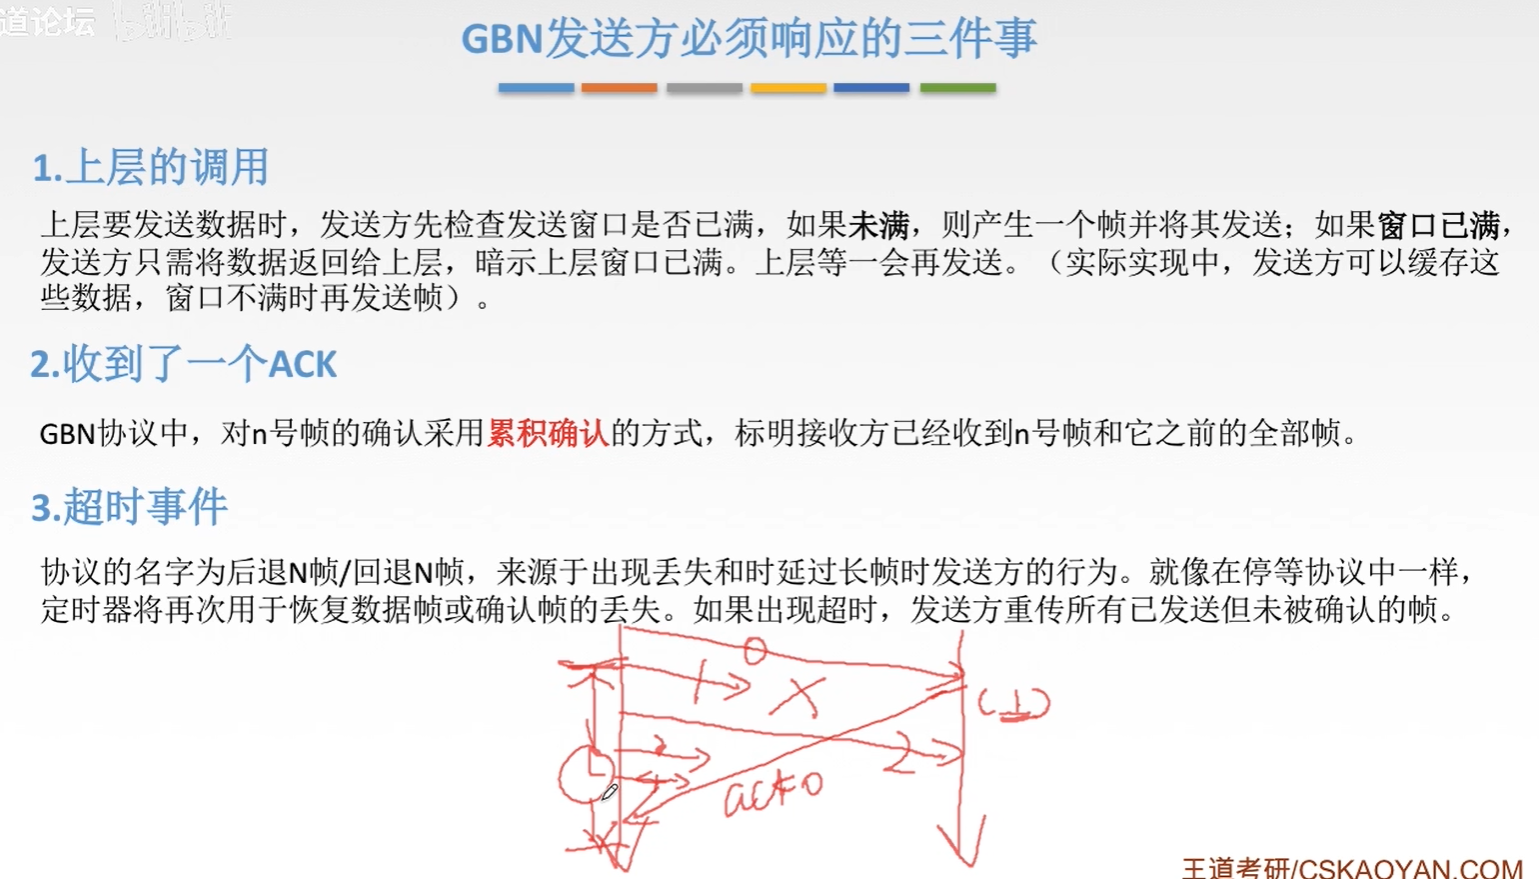 道论坛 bilibili
GBN发送方必须响应的三件事
1.上层的调用
上层要发送数据时，发送方先检查发送窗口是否已满，如果未满，则产生一个帧并将其发送；如果窗口已满，
发送方只需将数据返回给上层，暗示上层窗口已满。上层等一会再发送。（实际实现中，发送方可以缓存这
些数据，窗口不满时再发送帧）。
2.收到了一个ACK
GBN协议中，对n号帧的确认采用累积确认的方式，标明接收方已经收到n号帧和它之前的全部帧。
3.超时事件
协议的名字为后退N帧/回退N帧，来源于出现丢失和时延过长帧时发送方的行为。就像在停等协议中一样，
定时器将再次用于恢复数据帧或确认帧的丢失。如果出现超时，发送方重传所有已发送但未被确认的帧。
0
1
(1)
2
ack0
王道考研/CSKAOYAN.COM